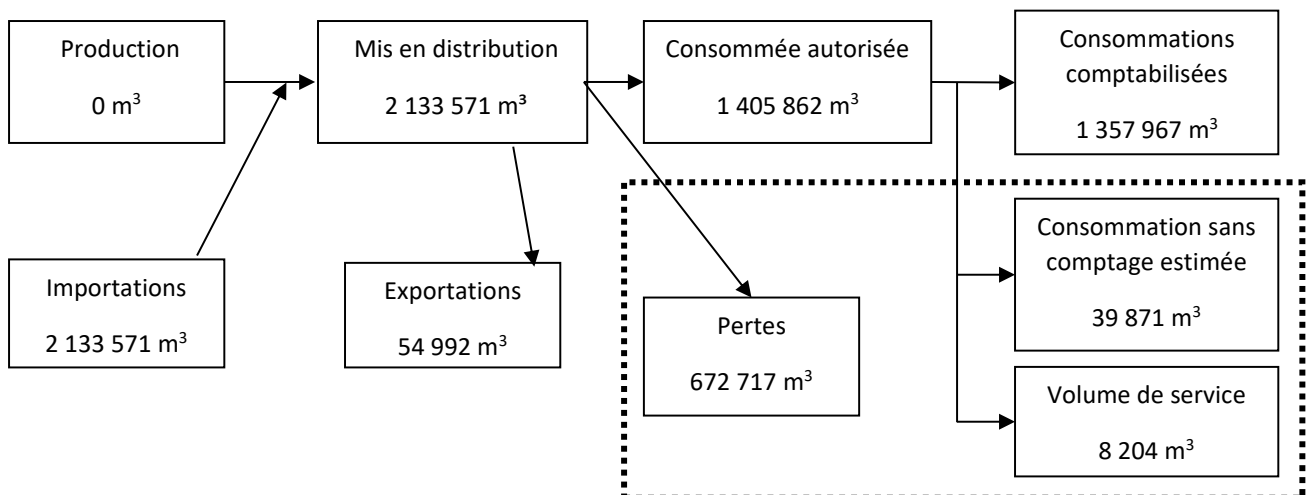 Production
0 m³
Mis en distribution
2 133 571 m³
Consommée autorisée
1 405 862 m³
Consommations
comptabilisées
1 357 967 m³
Importations
2 133 571 m³
Exportations
54 992 m³
Pertes
672 717 m³
Consommation sans
comptage estimée
39 871 m³
Volume de service
8 204 m³